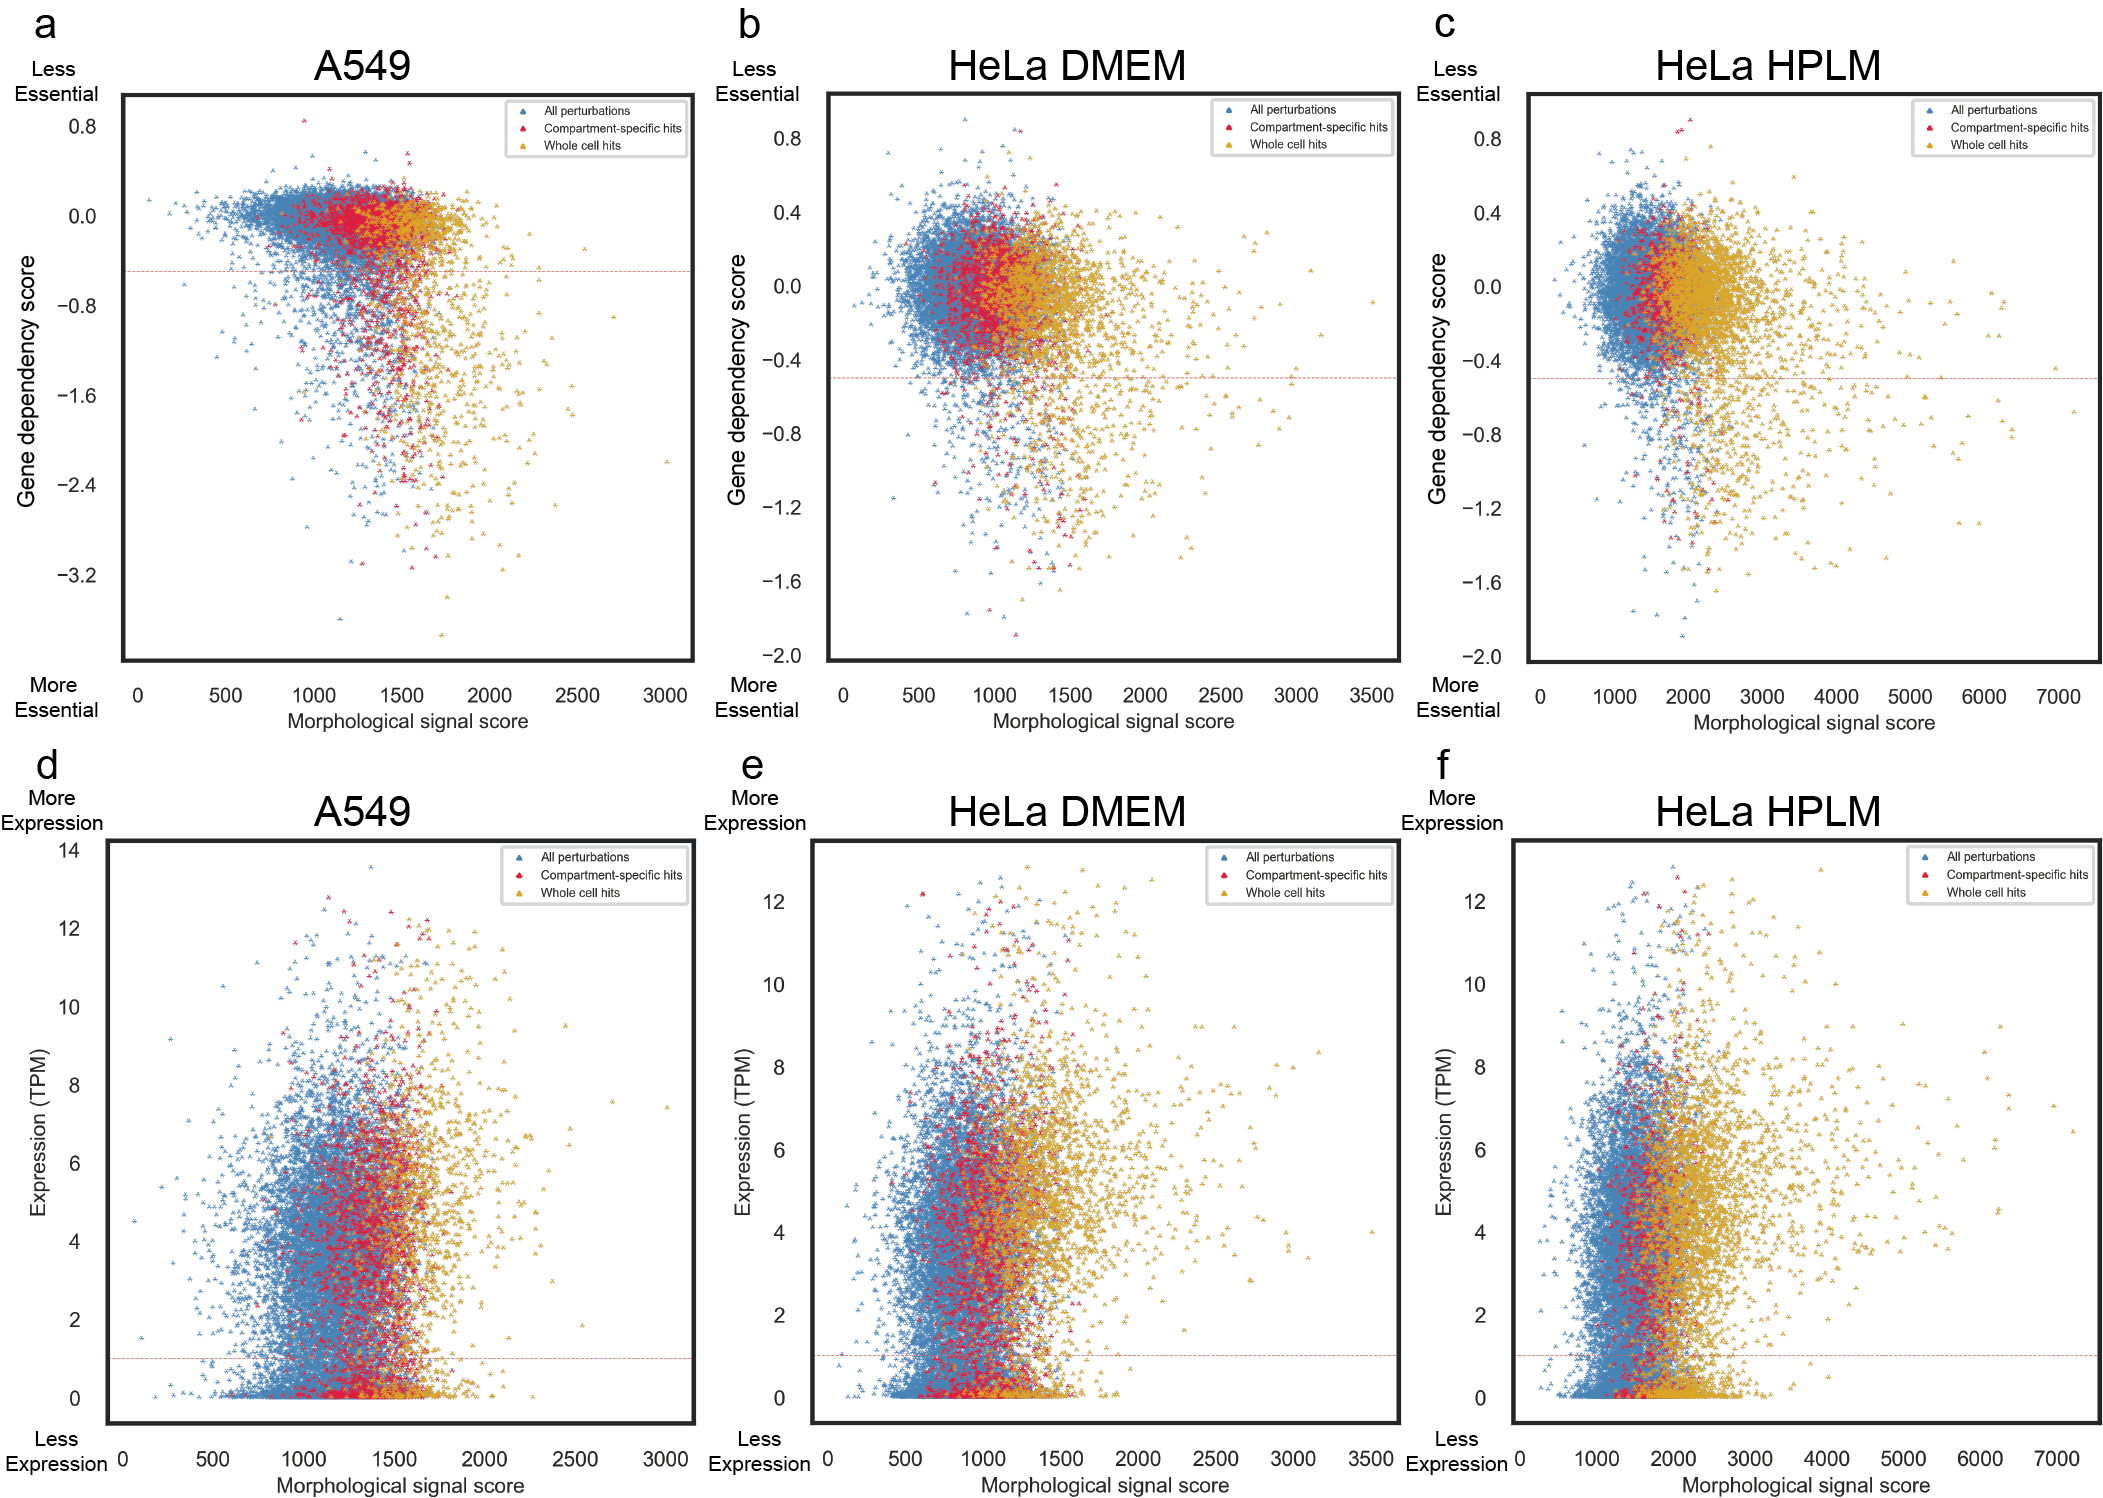 a
A549
Less
Essential
All perturbations
Compartment-specific hits
Whole cell hits
0.8
0.0
−0.8
−1.6
−2.4
−3.2
Gene dependency score
More
Essential
0 500 1000 1500 2000 2500 3000
Morphological signal score
b
HeLa DMEM
Less
Essential
All perturbations
Compartment-specific hits
Whole cell hits
0.8
0.4
0.0
−0.4
−0.8
−1.2
−1.6
−2.0
Gene dependency score
More
Essential
0 500 1000 1500 2000 2500 3000 3500
Morphological signal score
c
HeLa HPLM
Less
Essential
All perturbations
Compartment-specific hits
Whole cell hits
0.8
0.4
0.0
−0.4
−0.8
−1.2
−1.6
−2.0
Gene dependency score
More
Essential
0 1000 2000 3000 4000 5000 6000 7000
Morphological signal score
d
A549
More
Expression
All perturbations
Compartment-specific hits
Whole cell hits
14
12
10
8
6
4
2
0
Expression (TPM)
Less
Expression
0 500 1000 1500 2000 2500 3000
Morphological signal score
e
HeLa DMEM
More
Expression
All perturbations
Compartment-specific hits
Whole cell hits
12
10
8
6
4
2
0
Expression (TPM)
Less
Expression
0 500 1000 1500 2000 2500 3000 3500
Morphological signal score
f
HeLa HPLM
More
Expression
All perturbations
Compartment-specific hits
Whole cell hits
12
10
8
6
4
2
0
Expression (TPM)
Less
Expression
0 1000 2000 3000 4000 5000 6000 7000
Morphological signal score